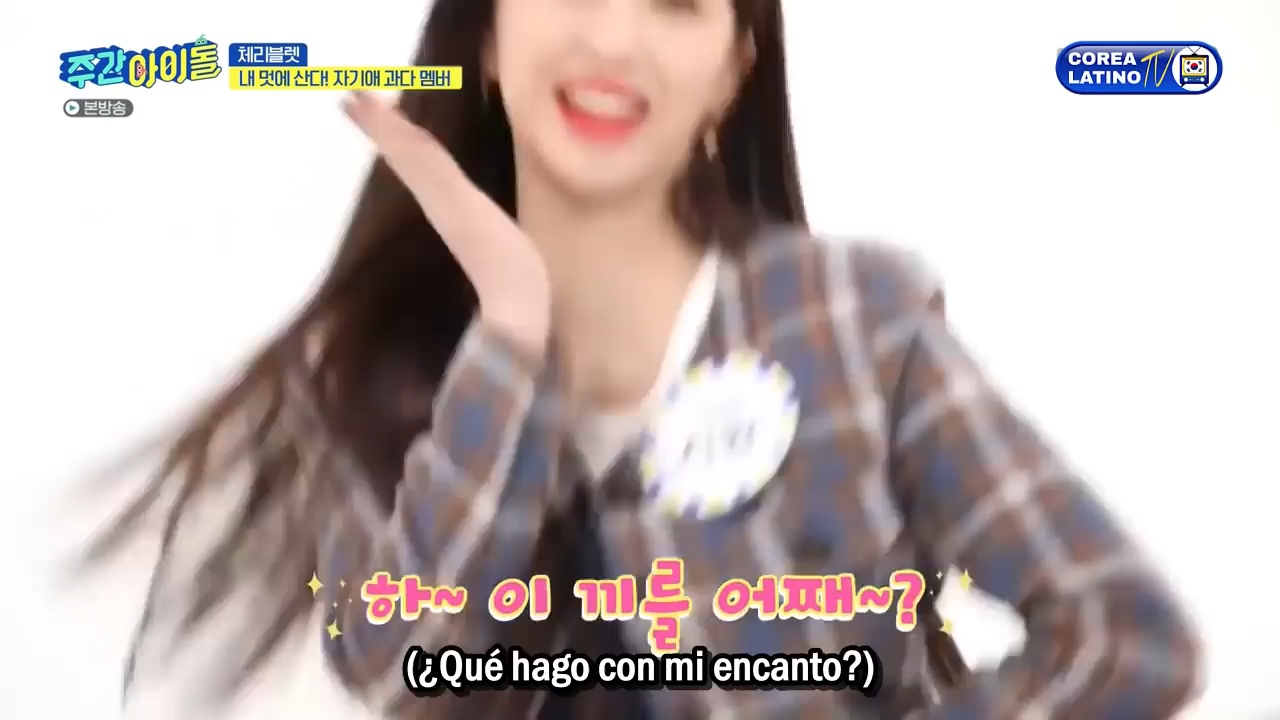 주간아이돌
체리블렛
내 멋에 산다! 자기애 과다 멤버
본방송
COREA
LATINO TV
하~ 이 끼를 어째~?
(¿Qué hago con mi encanto?)